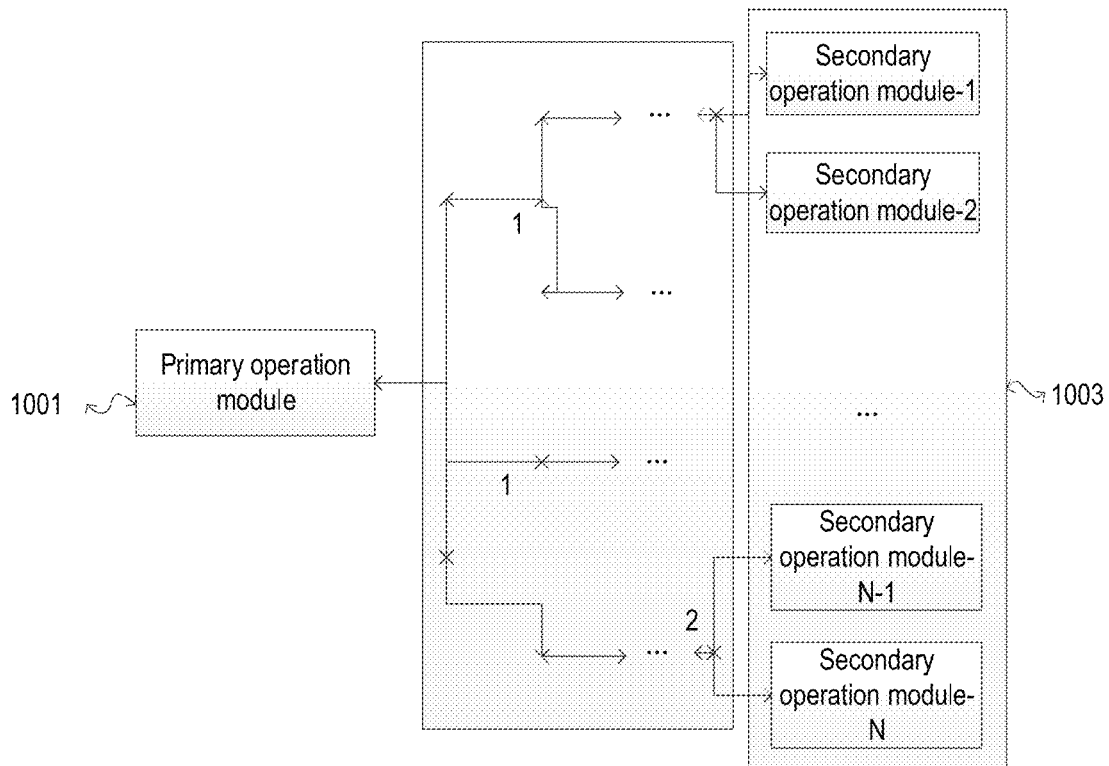 Secondary
operation module-1
...
Secondary
operation module-2
1
...
Primary operation
module
1001
1003
...
...
1
Secondary
operation module-
N-1
2
...
Secondary
operation module-
N